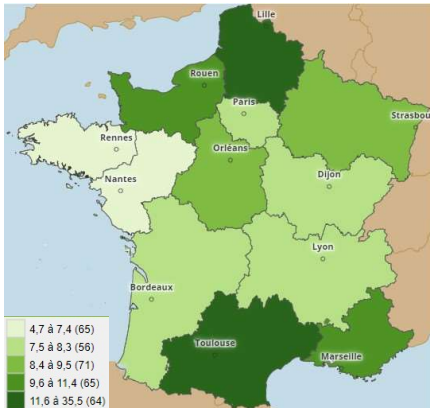 Lille
Rouen
Paris
Strasbou
Rennes
Orléans
Nantes
Dijon
Lyon
Bordeaux
Toulouse
Marseille
4,7 à 7,4 (65)
7,5 à 8,3 (56)
8,4 à 9,5 (71)
9,6 à 11,4 (65)
11,6 à 35,5 (64)